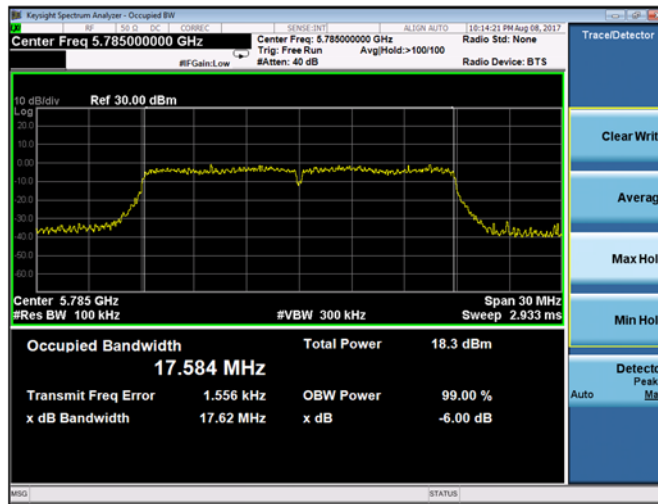 Keysight Spectrum Analyzer - Occupied BW
RF 50 Ω DC CORREC SENSE:INT ALIGN AUTO 10:14:21 PM Aug 08, 2017
Center Freq 5.785000000 GHz
Center Freq: 5.785000000 GHz Radio Std: None
Trig: Free Run Avg|Hold:>100/100
#IFGain:Low #Atten: 40 dB Radio Device: BTS
Trace/Detector
10 dB/div Ref 30.00 dBm
Log
20.0
10.0
0.00
-10.0
-20.0
-30.0
-40.0
-50.0
-60.0
Center 5.785 GHz Span 30 MHz
#Res BW 100 kHz #VBW 300 kHz Sweep 2.933 ms
Occupied Bandwidth Total Power 18.3 dBm
17.584 MHz
Transmit Freq Error 1.556 kHz OBW Power 99.00 %
x dB Bandwidth 17.62 MHz x dB -6.00 dB
Clear Writ
Averag
Max Hol
Min Hol
Detecto
Peak
Auto Ma
MSG STATUS